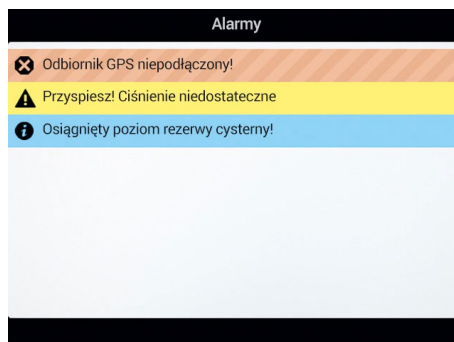 Alarmy
Odbiornik GPS niepodłączony!
Przyspiesz! Ciśnienie niedostateczne
Osiągnięty poziom rezerwy cysterny!